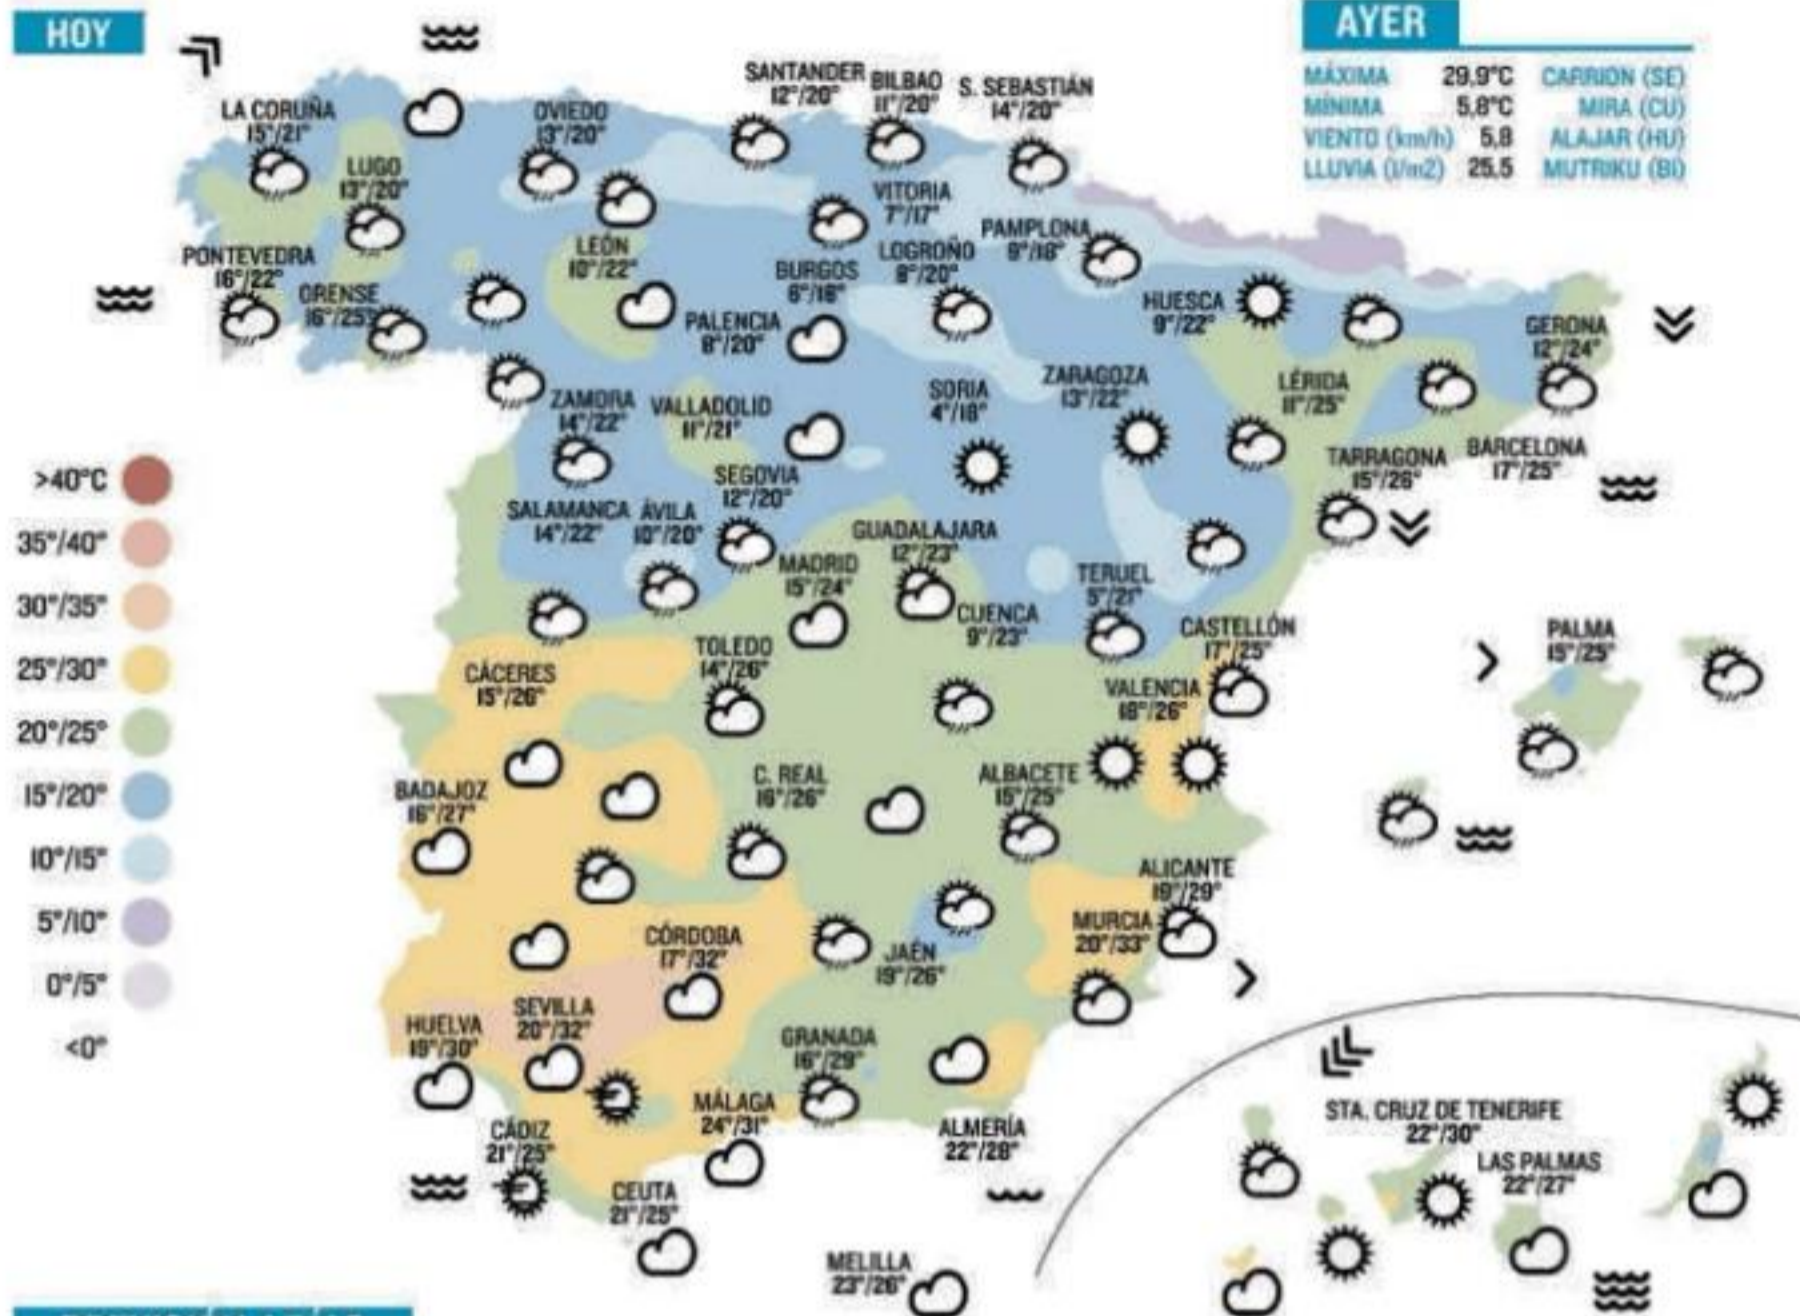 HOY
AYER
MÁXIMA 29,9°C CARRION (SE)
MÍNIMA 5,8°C MIRA (CU)
VIENTO (km/h) 5,8 ALAJAR (HU)
LLUVIA (l/m2) 25.5 MUTRIKU (BI)
SANTANDER
12°/20°
BILBAO
11°/20°
S. SEBASTIÁN
14°/20°
LA CORUÑA
15°/21°
OVIEDO
13°/20°
LUGO
13°/20°
VITORIA
7°/17°
PAMPLONA
9°/18°
PONTEVEDRA
16°/22°
LEÓN
10°/22°
BURGOS
6°/18°
LOGROÑO
8°/20°
ORENSE
16°/25°
PALENCIA
8°/20°
HUESCA
9°/22°
GERONA
12°/24°
ZAMORA
14°/22°
VALLADOLID
11°/21°
SORIA
4°/18°
ZARAGOZA
13°/22°
LÉRIDA
11°/25°
SEGOVIA
12°/20°
TARRAGONA
15°/26°
BARCELONA
17°/25°
SALAMANCA
14°/22°
ÁVILA
10°/20°
GUADALAJARA
12°/23°
MADRID
15°/24°
TERUEL
5°/21°
CUENCA
9°/23°
CASTELLÓN
17°/25°
PALMA
15°/25°
TOLEDO
14°/26°
CÁCERES
15°/26°
VALENCIA
18°/26°
BADAJOZ
16°/27°
C. REAL
16°/26°
ALBACETE
15°/25°
ALICANTE
19°/29°
CÓRDOBA
17°/32°
JAÉN
19°/26°
MURCIA
20°/33°
HUELVA
19°/30°
SEVILLA
20°/32°
GRANADA
16°/29°
MÁLAGA
24°/31°
CÁDIZ
21°/25°
ALMERÍA
22°/28°
CEUTA
21°/25°
MELILLA
23°/26°
STA. CRUZ DE TENERIFE
22°/30°
LAS PALMAS
22°/27°
>40°C
35°/40°
30°/35°
25°/30°
20°/25°
15°/20°
10°/15°
5°/10°
0°/5°
<0°